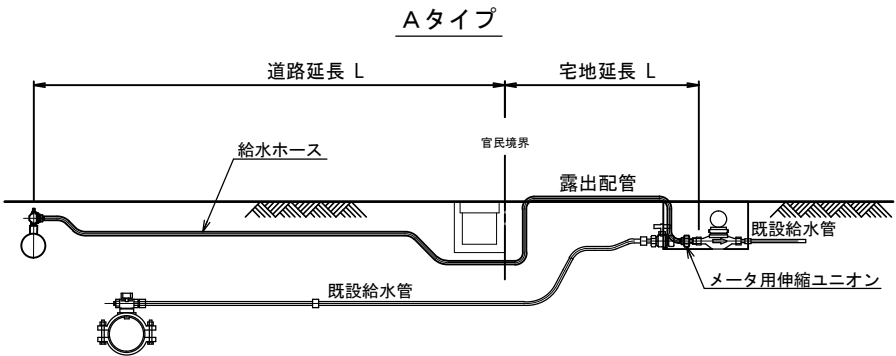 Aタイプ
道路延長 L
宅地延長 L
官民境界
給水ホース
露出配管
既設給水管
メータ用伸縮ユニオン
既設給水管